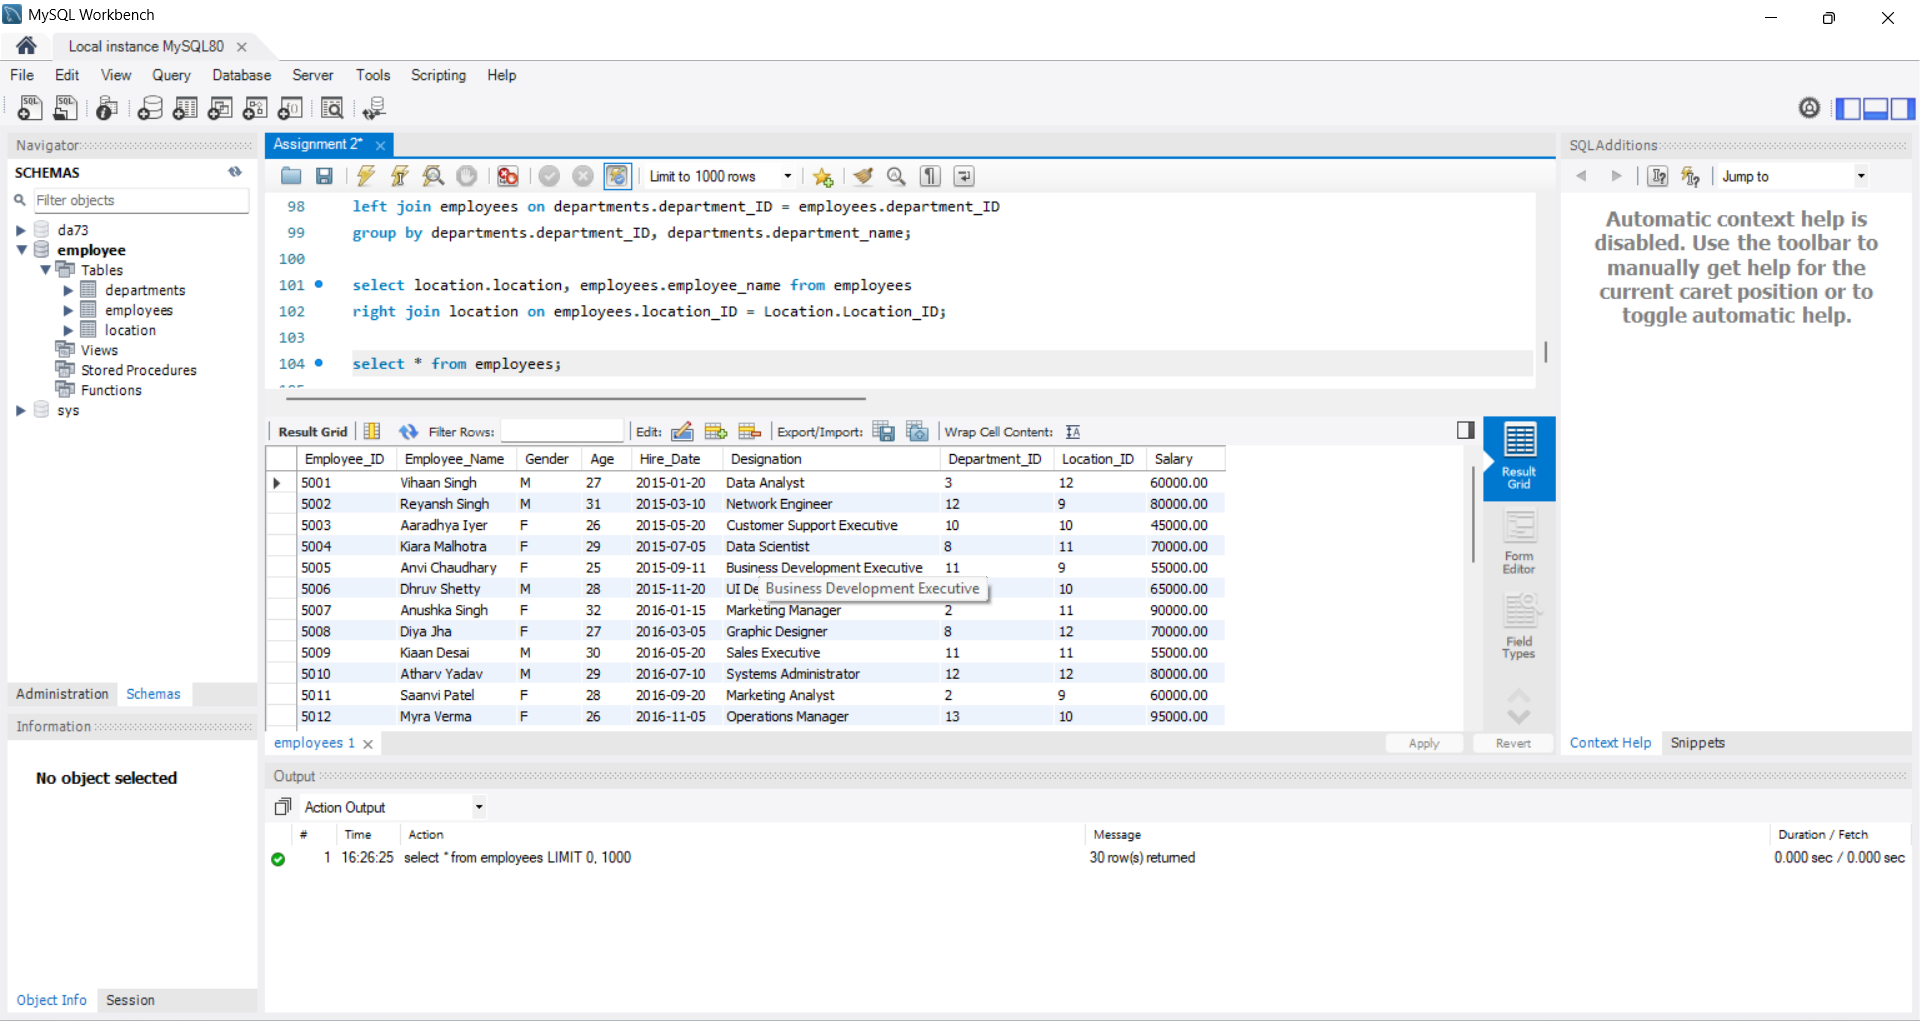 MySQL Workbench
Local instance MySQL80
File Edit View Query Database Server Tools Scripting Help
Navigator
SCHEMAS
Filter objects
da73
employee
Tables
departments
employees
location
Views
Stored Procedures
Functions
sys
Administration Schemas
Information
No object selected
Object Info Session
Assignment 2*
Limit to 1000 rows
98 left join employees on departments.department_ID = employees.department_ID
99 group by departments.department_ID, departments.department_name;
100
101 select location.location, employees.employee_name from employees
102 right join location on employees.location_ID = Location.Location_ID;
103
104 select * from employees;
Result Grid Filter Rows: Edit: Export/Import: Wrap Cell Content:
Employee_ID Employee_Name Gender Age Hire_Date Designation Department_ID Location_ID Salary
5001 Vihaan Singh M 27 2015-01-20 Data Analyst 3 12 60000.00
5002 Reyansh Singh M 31 2015-03-10 Network Engineer 12 9 80000.00
5003 Aaradhya Iyer F 26 2015-05-20 Customer Support Executive 10 10 45000.00
5004 Kiara Malhotra F 29 2015-07-05 Data Scientist 8 11 70000.00
5005 Anvi Chaudhary F 25 2015-09-11 Business Development Executive 11 9 55000.00
5006 Dhruv Shetty M 28 2015-11-20 UI De 10 65000.00
Business Development Executive
5007 Anushka Singh F 32 2016-01-15 Marketing Manager 2 11 90000.00
5008 Diya Jha F 27 2016-03-05 Graphic Designer 8 12 70000.00
5009 Kiaan Desai M 30 2016-05-20 Sales Executive 11 11 55000.00
5010 Atharv Yadav M 29 2016-07-10 Systems Administrator 12 12 80000.00
5011 Saanvi Patel F 28 2016-09-20 Marketing Analyst 2 9 60000.00
5012 Myra Verma F 26 2016-11-05 Operations Manager 13 10 95000.00
Result
Grid
Form
Editor
Field
Types
employees 1
Apply Revert
SQLAdditions
Jump to
Automatic context help is
disabled. Use the toolbar to
manually get help for the
current caret position or to
toggle automatic help.
Context Help Snippets
Output
Action Output
# Time Action Message Duration / Fetch
1 16:26:25 select * from employees LIMIT 0, 1000 30 row(s) returned 0.000 sec / 0.000 sec